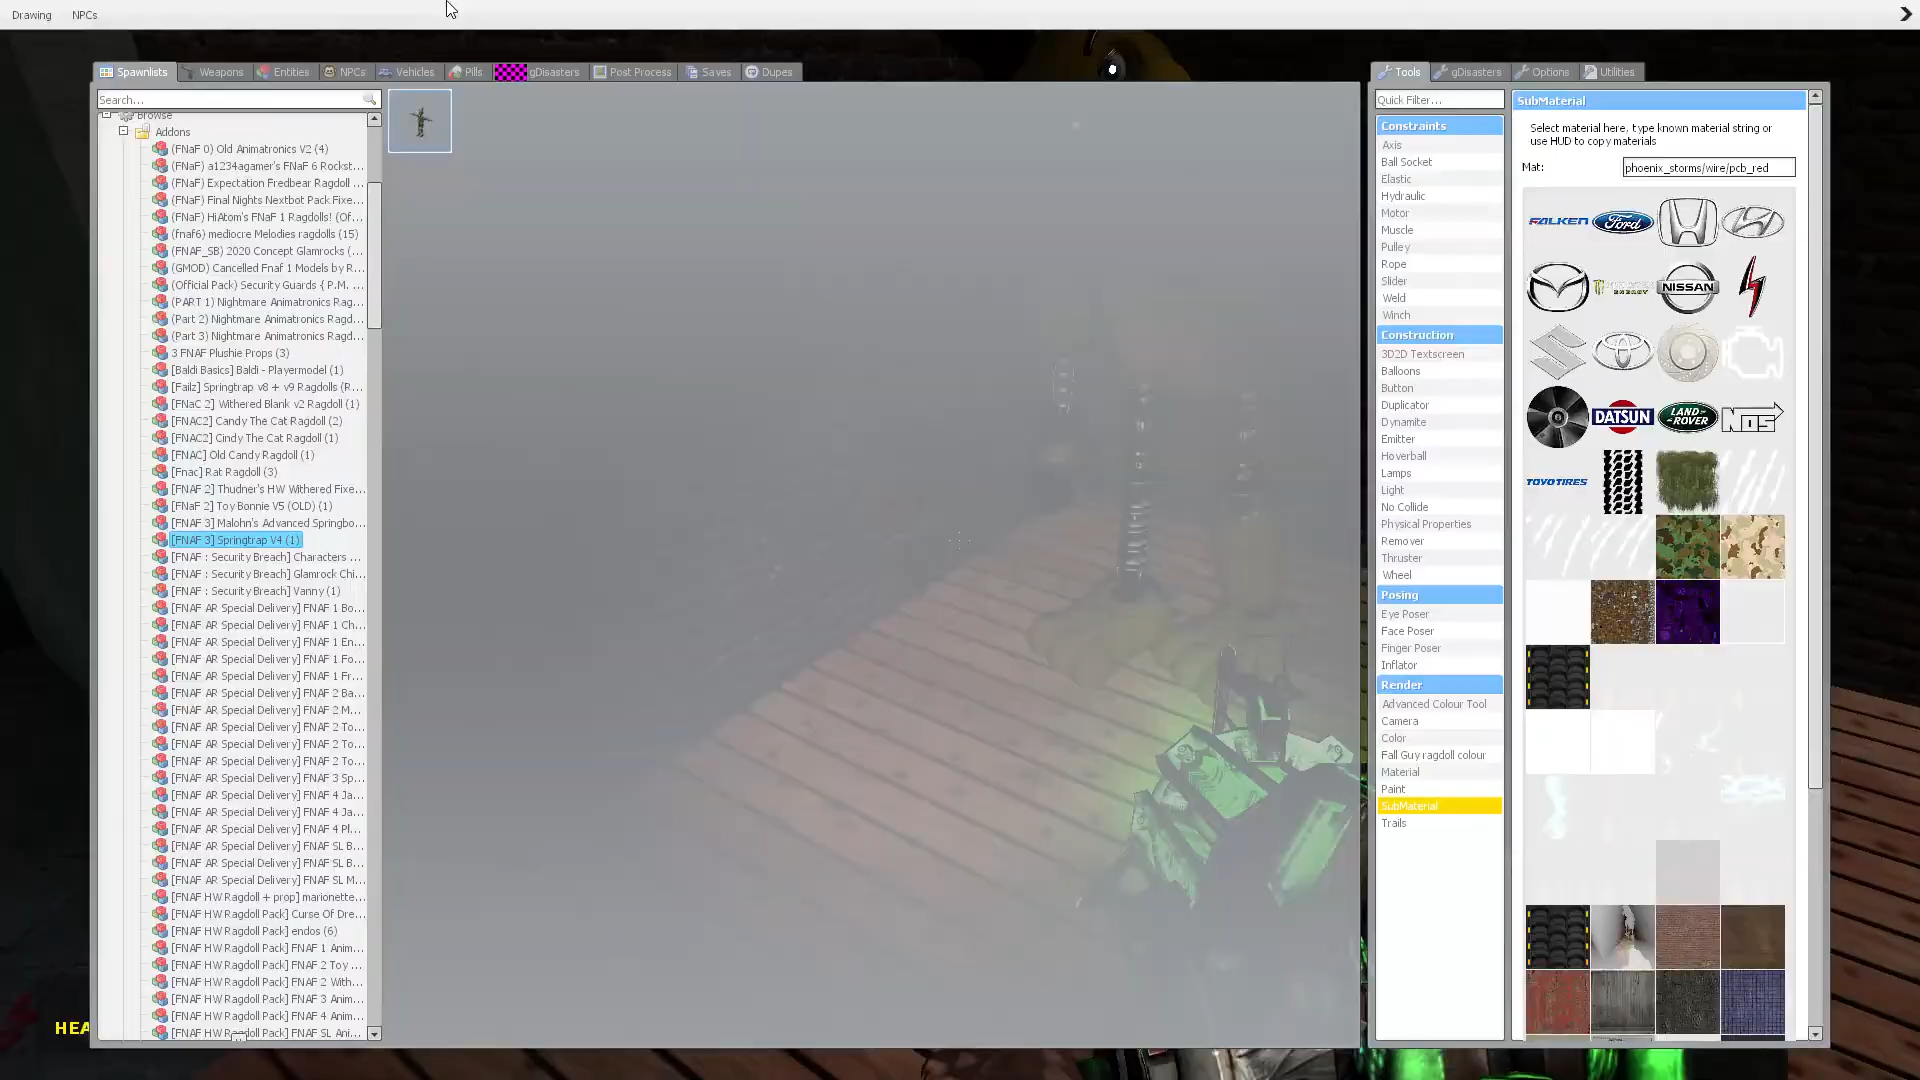 Drawing NPCs
Spawnlists Weapons Entities NPCs Vehicles Pills gDisasters Post Process Saves Dupes
Search...
Browse
Addons
(FNaF 0) Old Animatronics V2 (4)
(FNaF) a1234agamer's FNaF 6 Rockst...
(FNaF) Expectation Fredbear Ragdoll ...
(FNaF) Final Nights Nextbot Pack Fixe...
(FNaF) HiAtom's FNaF 1 Ragdolls! (Of...
(fnaf6) mediocre Melodies ragdolls (15)
(FNAF_SB) 2020 Concept Glamrocks (...
(GMOD) Cancelled Fnaf 1 Models by R...
(Official Pack) Security Guards { P.M. ...
(PART 1) Nightmare Animatronics Rag...
(Part 2) Nightmare Animatronics Ragd...
(Part 3) Nightmare Animatronics Ragd...
3 FNAF Plushie Props (3)
[Baldi Basics] Baldi - Playermodel (1)
[Failz] Springtrap v8 + v9 Ragdolls (R...
[FNaC 2] Withered Blank v2 Ragdoll (1)
[FNAC2] Candy The Cat Ragdoll (2)
[FNAC2] Cindy The Cat Ragdoll (1)
[FNAC] Old Candy Ragdoll (1)
[Fnac] Rat Ragdoll (3)
[FNAF 2] Thudner's HW Withered Fixe...
[FNaF 2] Toy Bonnie V5 (OLD) (1)
[FNAF 3] Malohn's Advanced Springbo...
[FNAF 3] Springtrap V4 (1)
[FNAF : Security Breach] Characters ...
[FNAF : Security Breach] Glamrock Chi...
[FNAF : Security Breach] Vanny (1)
[FNAF AR Special Delivery] FNAF 1 Bo...
[FNAF AR Special Delivery] FNAF 1 Ch...
[FNAF AR Special Delivery] FNAF 1 En...
[FNAF AR Special Delivery] FNAF 1 Fo...
[FNAF AR Special Delivery] FNAF 1 Fr...
[FNAF AR Special Delivery] FNAF 2 Ba...
[FNAF AR Special Delivery] FNAF 2 M...
[FNAF AR Special Delivery] FNAF 2 To...
[FNAF AR Special Delivery] FNAF 2 To...
[FNAF AR Special Delivery] FNAF 2 To...
[FNAF AR Special Delivery] FNAF 3 Sp...
[FNAF AR Special Delivery] FNAF 4 Ja...
[FNAF AR Special Delivery] FNAF 4 Ja...
[FNAF AR Special Delivery] FNAF 4 Pl...
[FNAF AR Special Delivery] FNAF SL B...
[FNAF AR Special Delivery] FNAF SL B...
[FNAF AR Special Delivery] FNAF SL M...
[FNAF HW Ragdoll + prop] marionette...
[FNAF HW Ragdoll Pack] Curse Of Dre...
[FNAF HW Ragdoll Pack] endos (6)
[FNAF HW Ragdoll Pack] FNAF 1 Anim...
[FNAF HW Ragdoll Pack] FNAF 2 Toy ...
[FNAF HW Ragdoll Pack] FNAF 2 With...
[FNAF HW Ragdoll Pack] FNAF 3 Anim...
[FNAF HW Ragdoll Pack] FNAF 4 Anim...
[FNAF HW Ragdoll Pack] FNAF SL Ani...
HEA
Tools gDisasters Options Utilities
Quick Filter...
Constraints
Axis
Ball Socket
Elastic
Hydraulic
Motor
Muscle
Pulley
Rope
Slider
Weld
Winch
Construction
3D2D Textscreen
Balloons
Button
Duplicator
Dynamite
Emitter
Hoverball
Lamps
Light
No Collide
Physical Properties
Remover
Thruster
Wheel
Posing
Eye Poser
Face Poser
Finger Poser
Inflator
Render
Advanced Colour Tool
Camera
Color
Fall Guy ragdoll colour
Material
Paint
SubMaterial
Trails
SubMaterial
Select material here, type known material string or
use HUD to copy materials
Mat: phoenix_storms/wire/pcb_red
FALKEN Ford
NISSAN
DATSUN LAND-ROVER NOS
TOYO TIRES